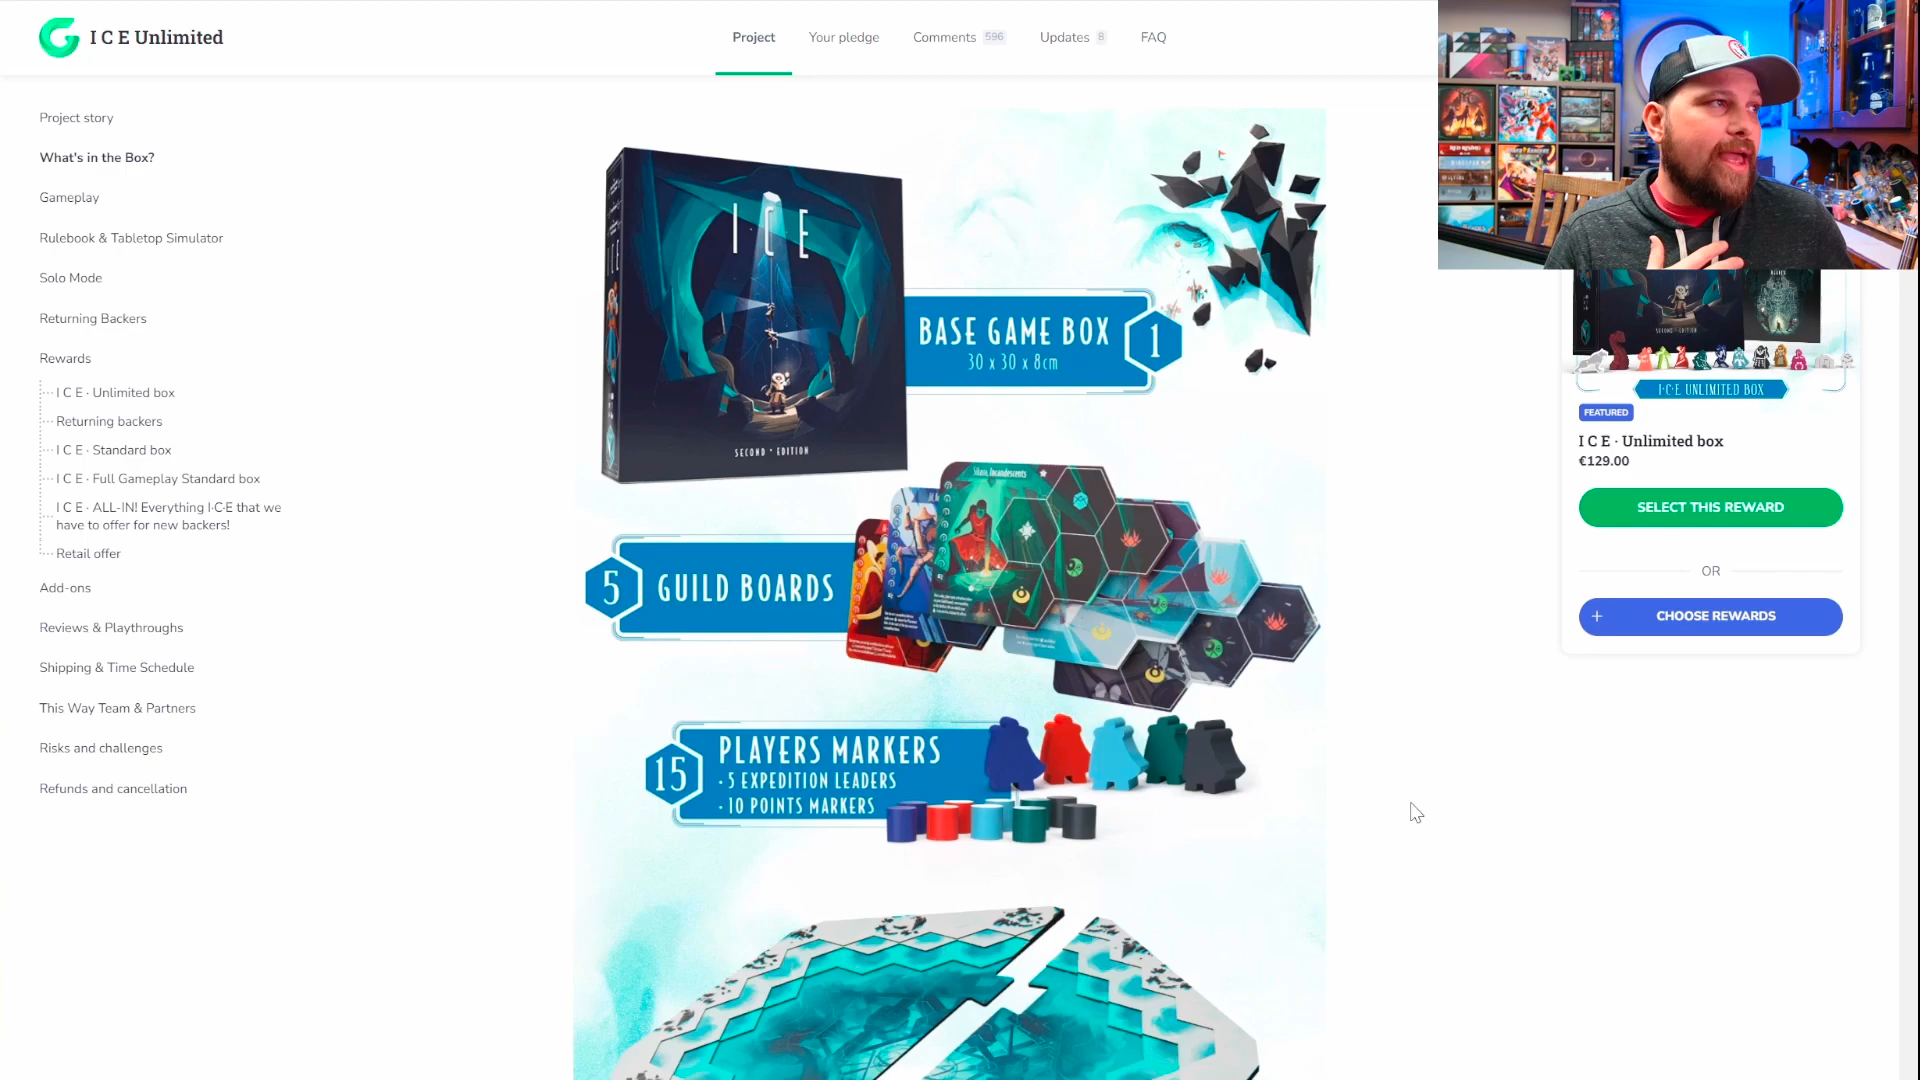 I C E Unlimited
Project
Your pledge
Comments 596
Updates 8
FAQ
Project story
What's in the Box?
Gameplay
Rulebook & Tabletop Simulator
Solo Mode
Returning Backers
Rewards
I C E · Unlimited box
Returning backers
I C E · Standard box
I C E · Full Gameplay Standard box
I C E · ALL-IN! Everything I·C·E that we
have to offer for new backers!
Retail offer
Add-ons
Reviews & Playthroughs
Shipping & Time Schedule
This Way Team & Partners
Risks and challenges
Refunds and cancellation
I C E
SECOND · EDITION
BASE GAME BOX
30 x 30 x 8cm
1
5
GUILD BOARDS
15
PLAYERS MARKERS
· 5 EXPEDITION LEADERS
· 10 POINTS MARKERS
SECOND · EDITION
I·C·E UNLIMITED BOX
FEATURED
I C E · Unlimited box
€129.00
SELECT THIS REWARD
OR
+ CHOOSE REWARDS